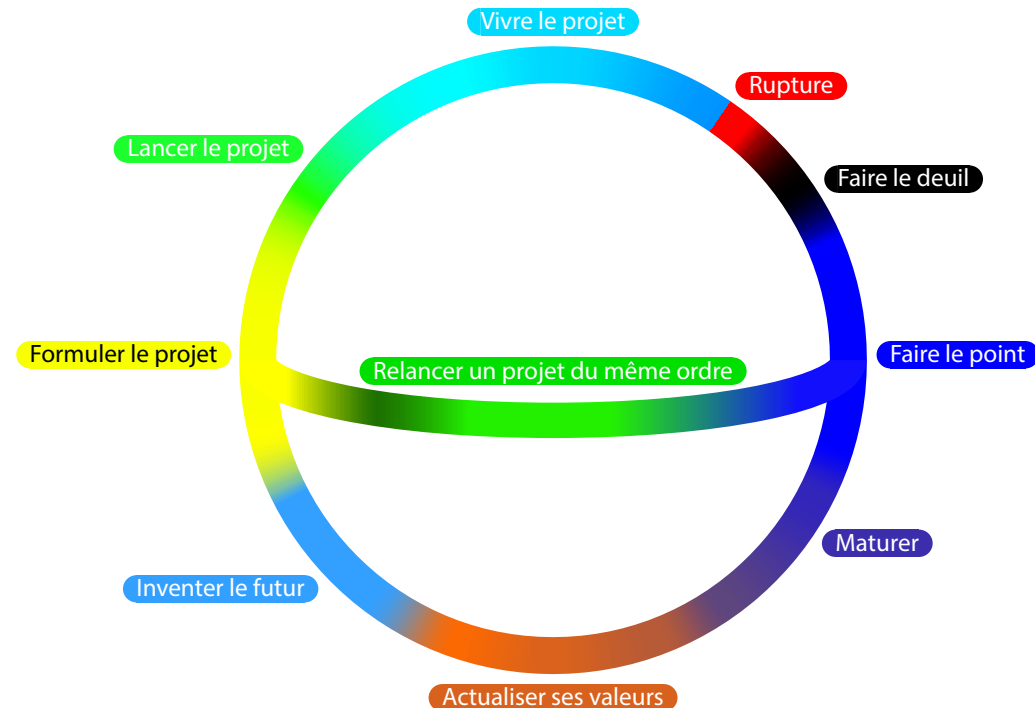 Vivre le projet
Rupture
Lancer le projet
Faire le deuil
Formuler le projet
Relancer un projet du même ordre
Faire le point
Maturer
Inventer le futur
Actualiser ses valeurs